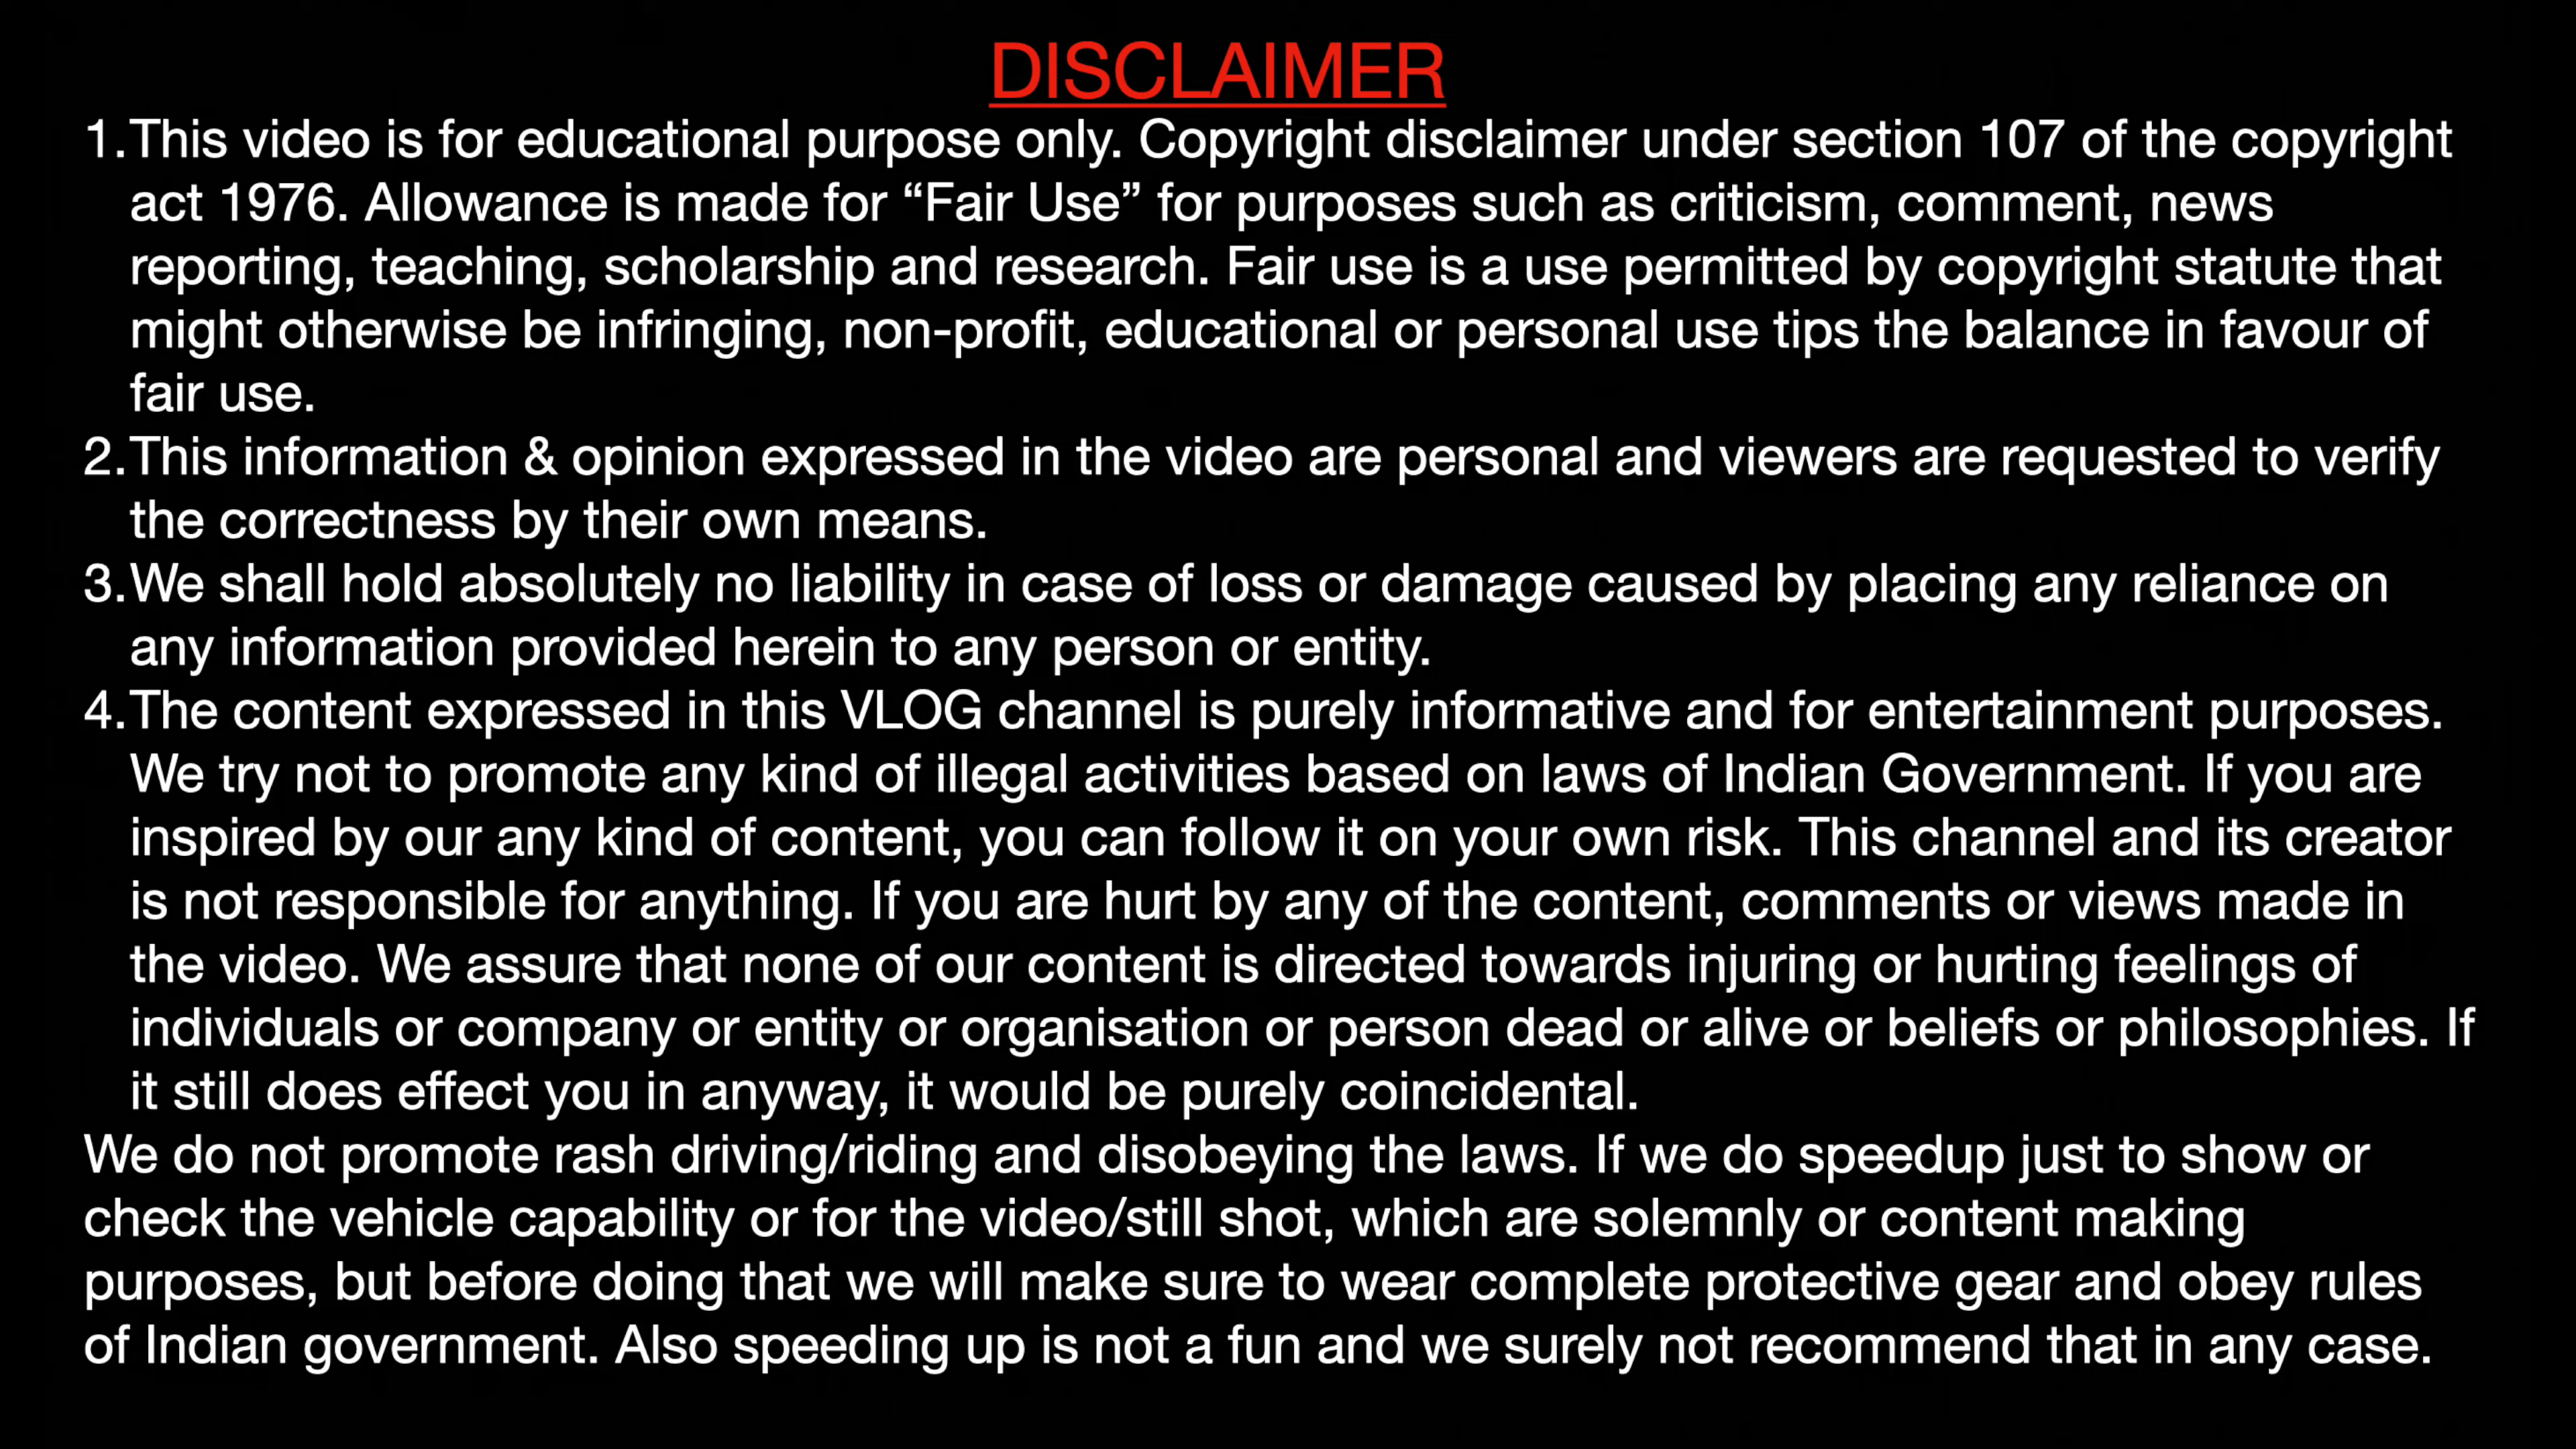 DISCLAIMER
1.This video is for educational purpose only. Copyright disclaimer under section 107 of the copyright
act 1976. Allowance is made for “Fair Use” for purposes such as criticism, comment, news
reporting, teaching, scholarship and research. Fair use is a use permitted by copyright statute that
might otherwise be infringing, non-profit, educational or personal use tips the balance in favour of
fair use.
2.This information & opinion expressed in the video are personal and viewers are requested to verify
the correctness by their own means.
3.We shall hold absolutely no liability in case of loss or damage caused by placing any reliance on
any information provided herein to any person or entity.
4.The content expressed in this VLOG channel is purely informative and for entertainment purposes.
We try not to promote any kind of illegal activities based on laws of Indian Government. If you are
inspired by our any kind of content, you can follow it on your own risk. This channel and its creator
is not responsible for anything. If you are hurt by any of the content, comments or views made in
the video. We assure that none of our content is directed towards injuring or hurting feelings of
individuals or company or entity or organisation or person dead or alive or beliefs or philosophies. If
it still does effect you in anyway, it would be purely coincidental.
We do not promote rash driving/riding and disobeying the laws. If we do speedup just to show or
check the vehicle capability or for the video/still shot, which are solemnly or content making
purposes, but before doing that we will make sure to wear complete protective gear and obey rules
of Indian government. Also speeding up is not a fun and we surely not recommend that in any case.